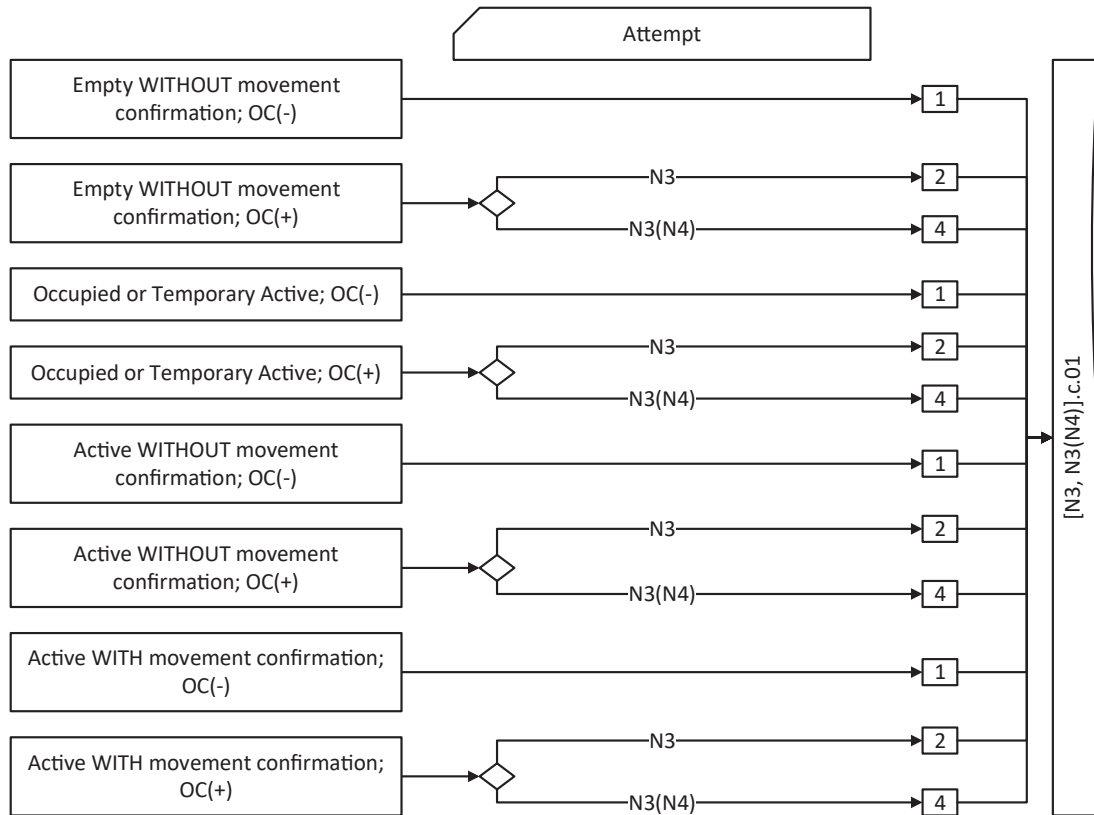 Attempt
Empty WITHOUT movement
confirmation; OC(-)
1
Empty WITHOUT movement
confirmation; OC(+)
N3
2
N3(N4)
4
Occupied or Temporary Active; OC(-)
1
Occupied or Temporary Active; OC(+)
N3
2
N3(N4)
4
Active WITHOUT movement
confirmation; OC(-)
1
Active WITHOUT movement
confirmation; OC(+)
N3
2
N3(N4)
4
Active WITH movement confirmation;
OC(-)
1
Active WITH movement confirmation;
OC(+)
N3
2
N3(N4)
4
[N3, N3(N4)].c.01